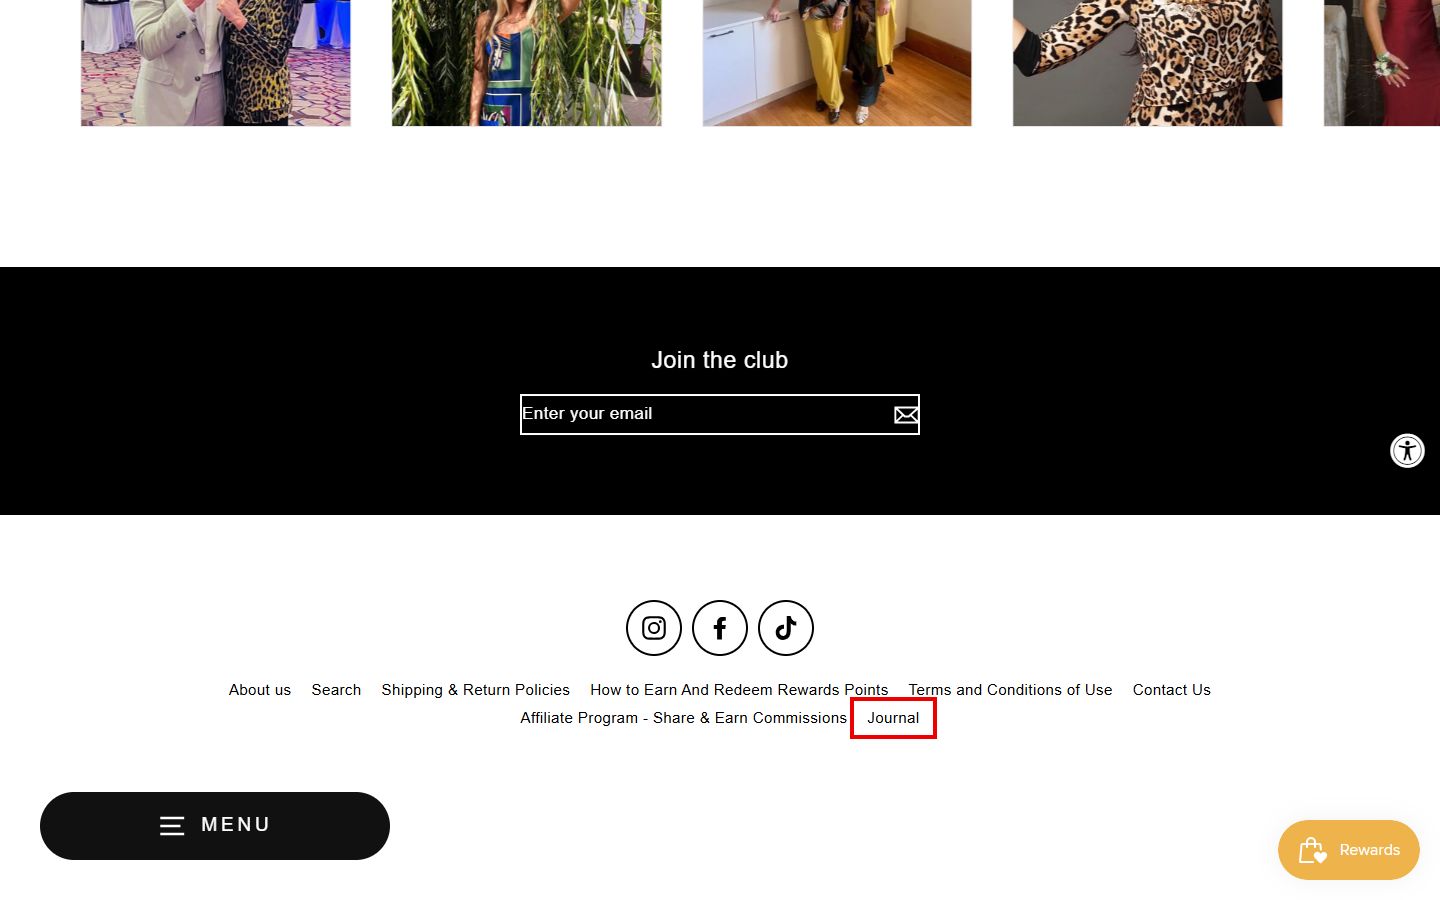 Join the club
Enter your email
About us Search Shipping & Return Policies How to Earn And Redeem Rewards Points Terms and Conditions of Use Contact Us
Affiliate Program - Share & Earn Commissions Journal
MENU
Rewards